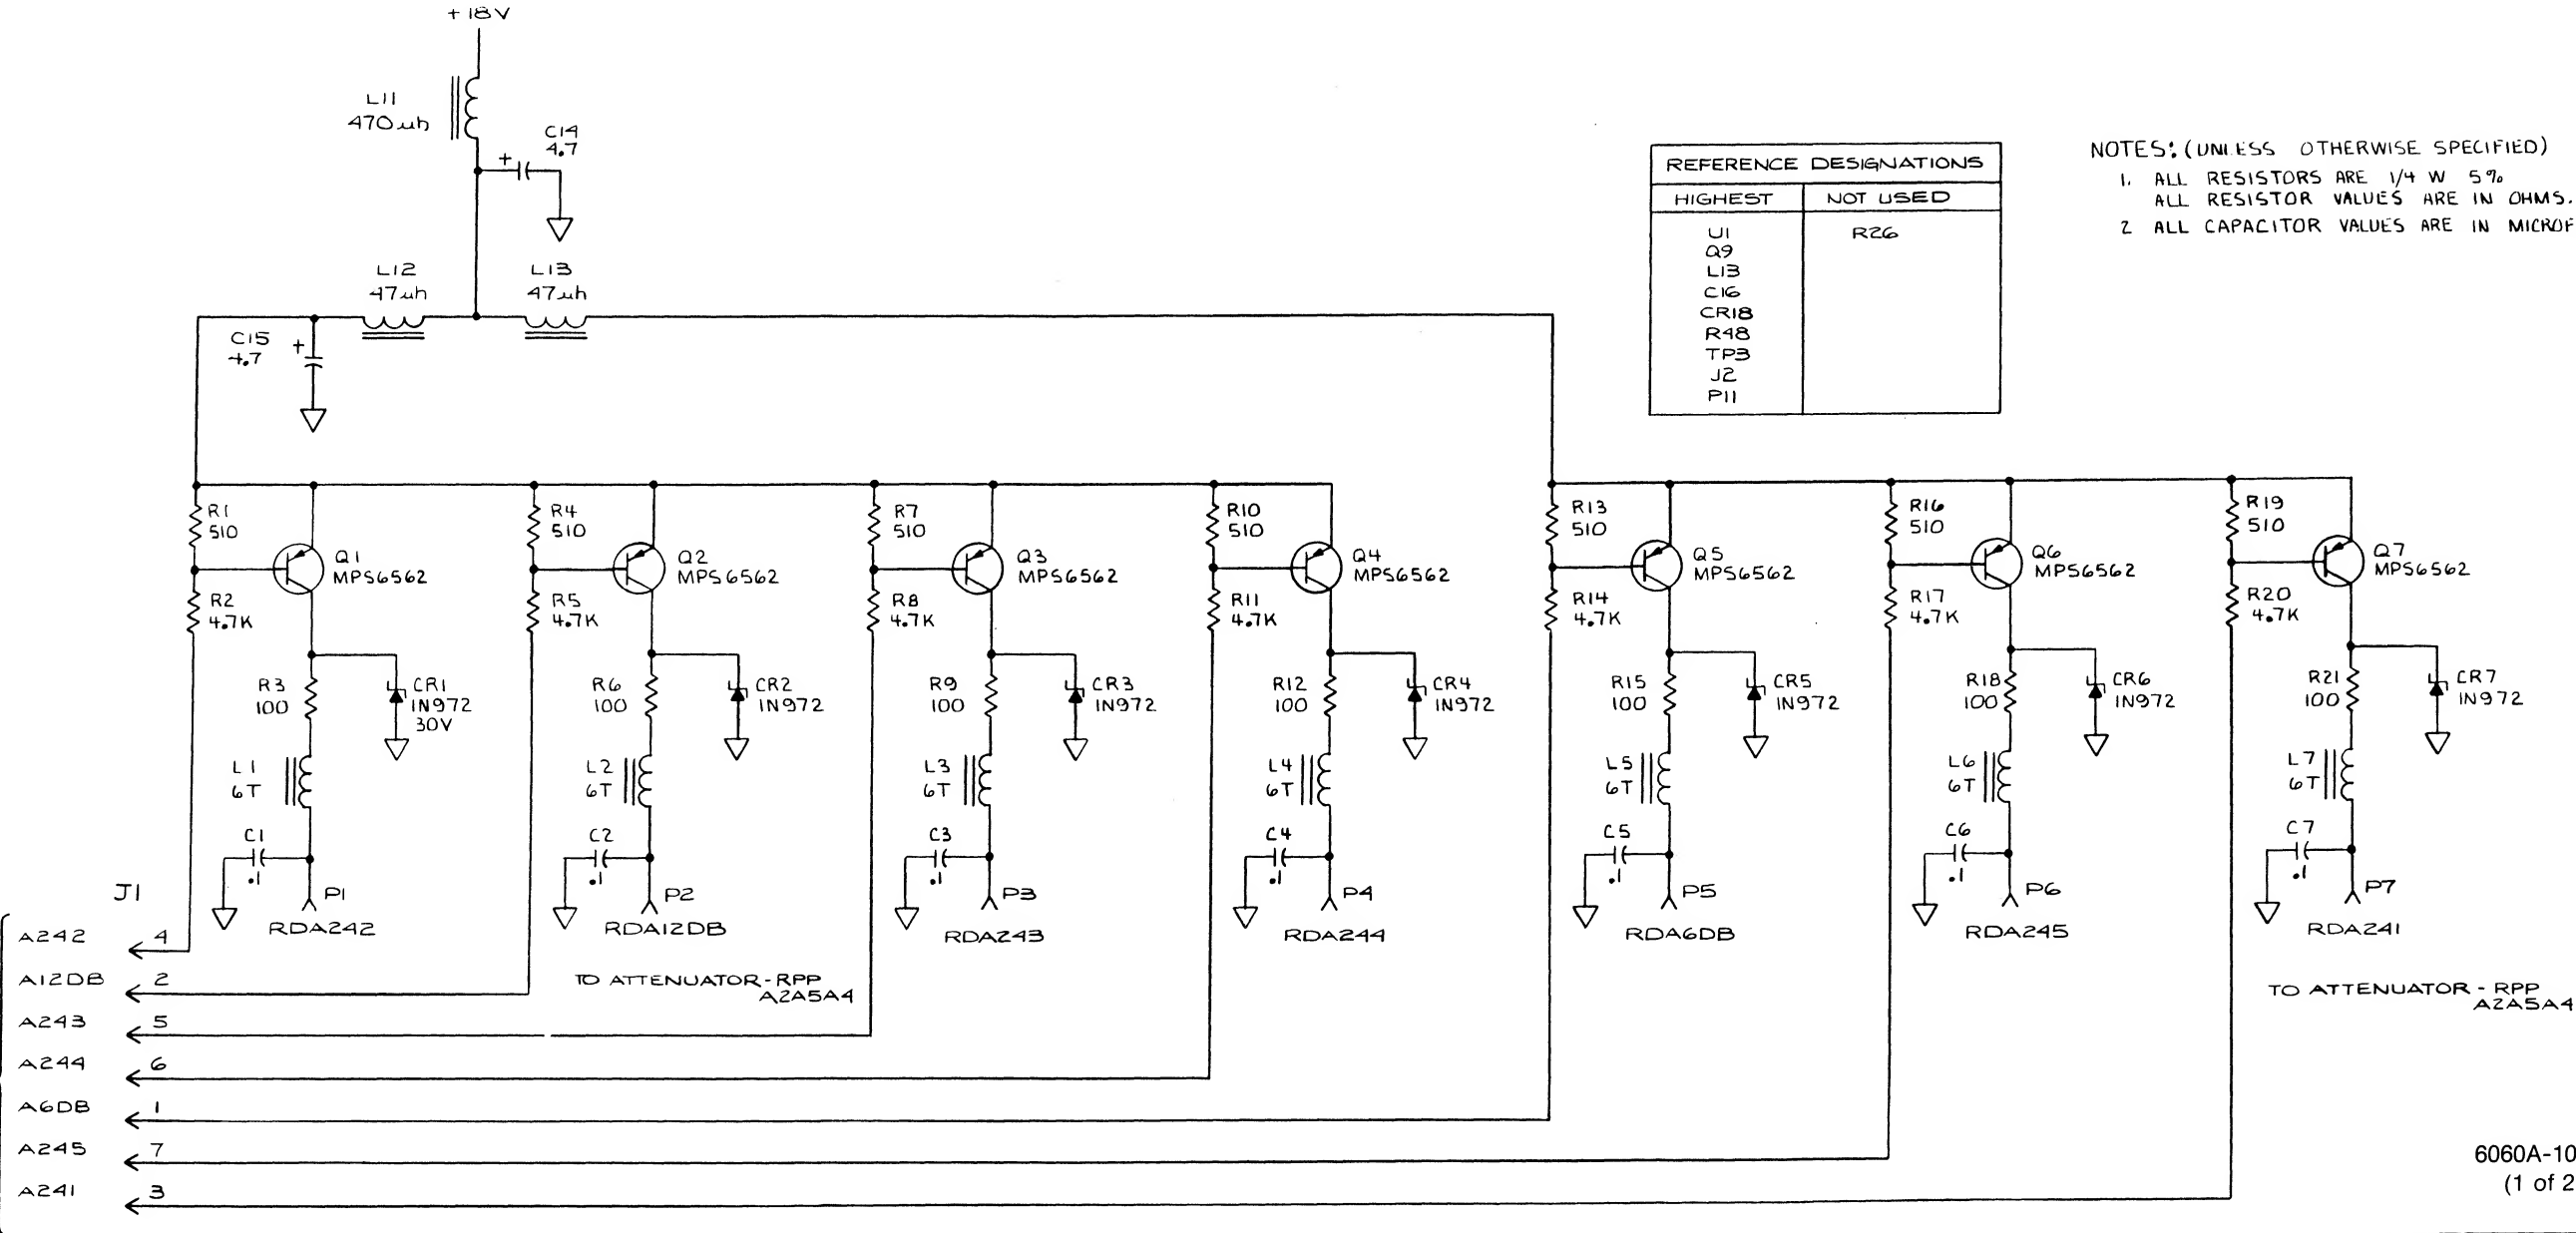 +18V
L11
470uh
C14
4.7
+
L12
47uh
L13
47uh
C15
4.7
+
REFERENCE DESIGNATIONS
HIGHEST NOT USED
U1 R26
Q9
L13
C16
CR18
R48
TP3
J2
P11
NOTES: (UNLESS OTHERWISE SPECIFIED)
1. ALL RESISTORS ARE 1/4 W 5%
ALL RESISTOR VALUES ARE IN OHMS.
2 ALL CAPACITOR VALUES ARE IN MICROF
R1
510
Q1
MPS6562
R2
4.7K
R3
100
CR1
1N972
30V
L1
6T
C1
.1
P1
RDA242
R4
510
Q2
MPS6562
R5
4.7K
R6
100
CR2
1N972
L2
6T
C2
.1
P2
RDA12DB
R7
510
Q3
MPS6562
R8
4.7K
R9
100
CR3
1N972
L3
6T
C3
.1
P3
RDA243
R10
510
Q4
MPS6562
R11
4.7K
R12
100
CR4
1N972
L4
6T
C4
.1
P4
RDA244
R13
510
Q5
MPS6562
R14
4.7K
R15
100
CR5
1N972
L5
6T
C5
.1
P5
RDA6DB
R16
510
Q6
MPS6562
R17
4.7K
R18
100
CR6
1N972
L6
6T
C6
.1
P6
RDA245
R19
510
Q7
MPS6562
R20
4.7K
R21
100
CR7
1N972
L7
6T
C7
.1
P7
RDA241
TO ATTENUATOR-RPP
A2A5A4
TO ATTENUATOR - RPP
A2A5A4
J1
A242 4
A12DB 2
A243 5
A244 6
A6DB 1
A245 7
A241 3
6060A-10
(1 of 2